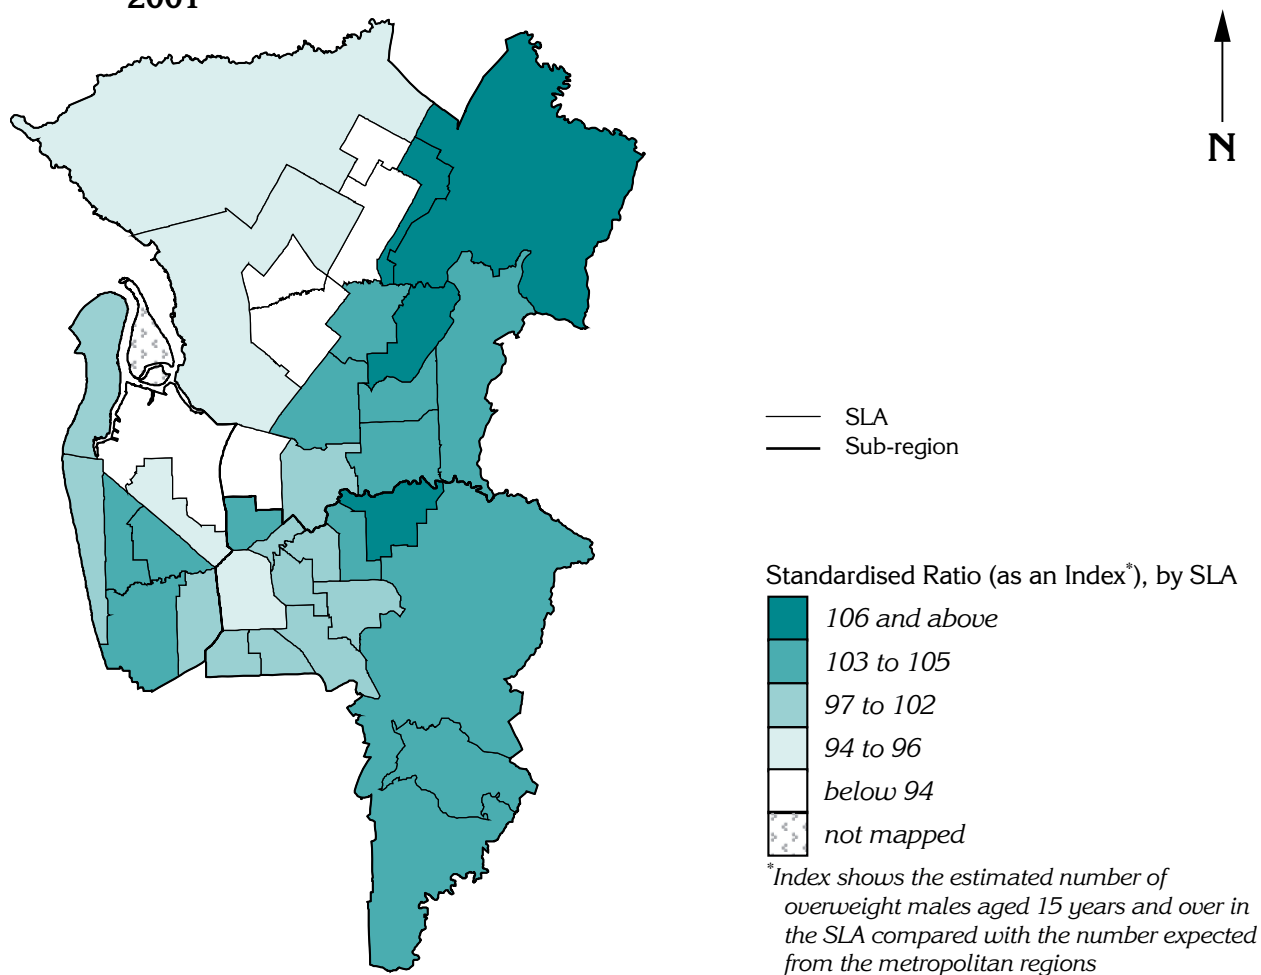 2001
N
SLA
Sub-region
Standardised Ratio (as an Index*), by SLA
106 and above
103 to 105
97 to 102
94 to 96
below 94
not mapped
*Index shows the estimated number of
overweight males aged 15 years and over in
the SLA compared with the number expected
from the metropolitan regions